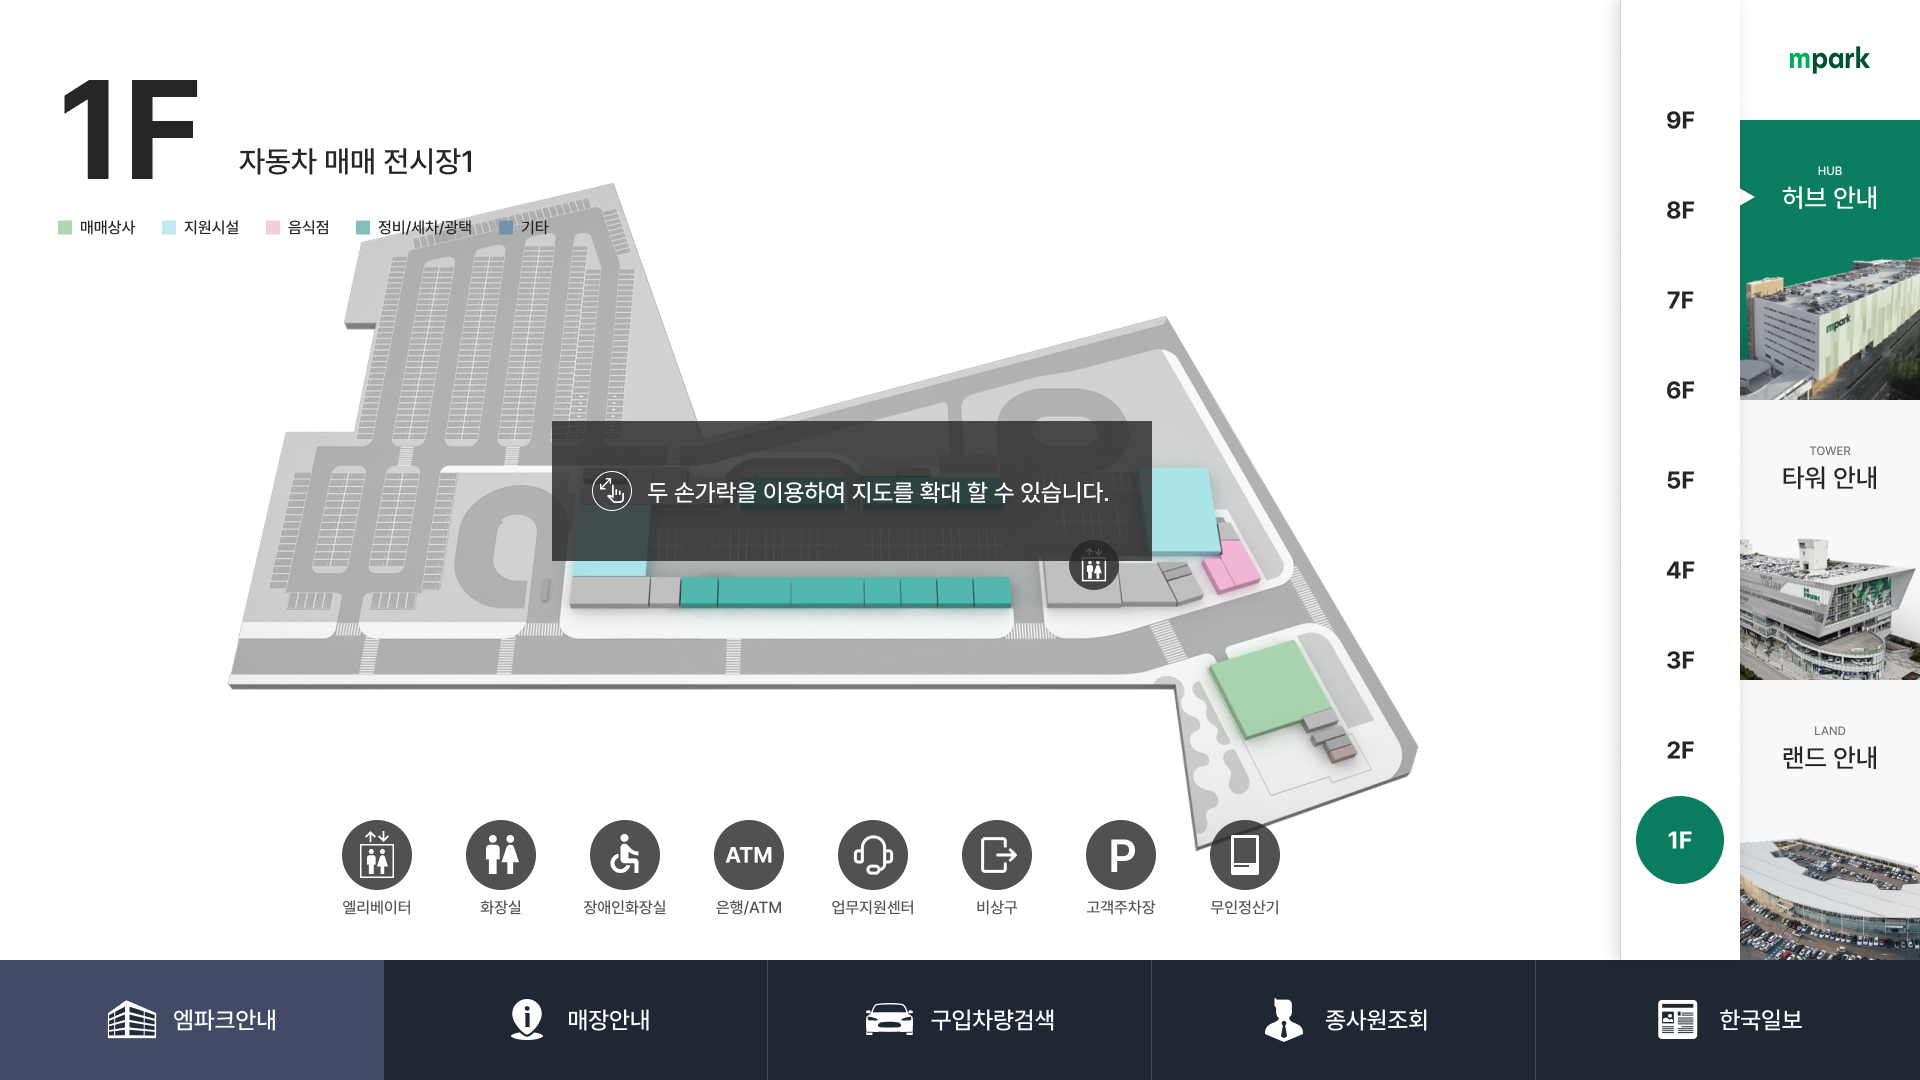 1F
자동차 매매 전시장1
매매상사
지원시설
음식점
정비/세차/광택
기타
두 손가락을 이용하여 지도를 확대 할 수 있습니다.
엘리베이터
화장실
장애인화장실
ATM
은행/ATM
업무지원센터
비상구
P
고객주차장
무인정산기
9F
8F
7F
6F
5F
4F
3F
2F
1F
mpark
HUB
허브 안내
mpark
TOWER
타워 안내
M PARK
LAND
랜드 안내
엠파크안내
매장안내
구입차량검색
종사원조회
한국일보